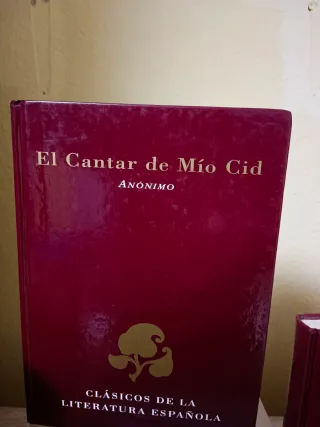 El Cantar de Mío Cid
ANÓNIMO
CLÁSICOS DE LA
LITERATURA ESPAÑOLA